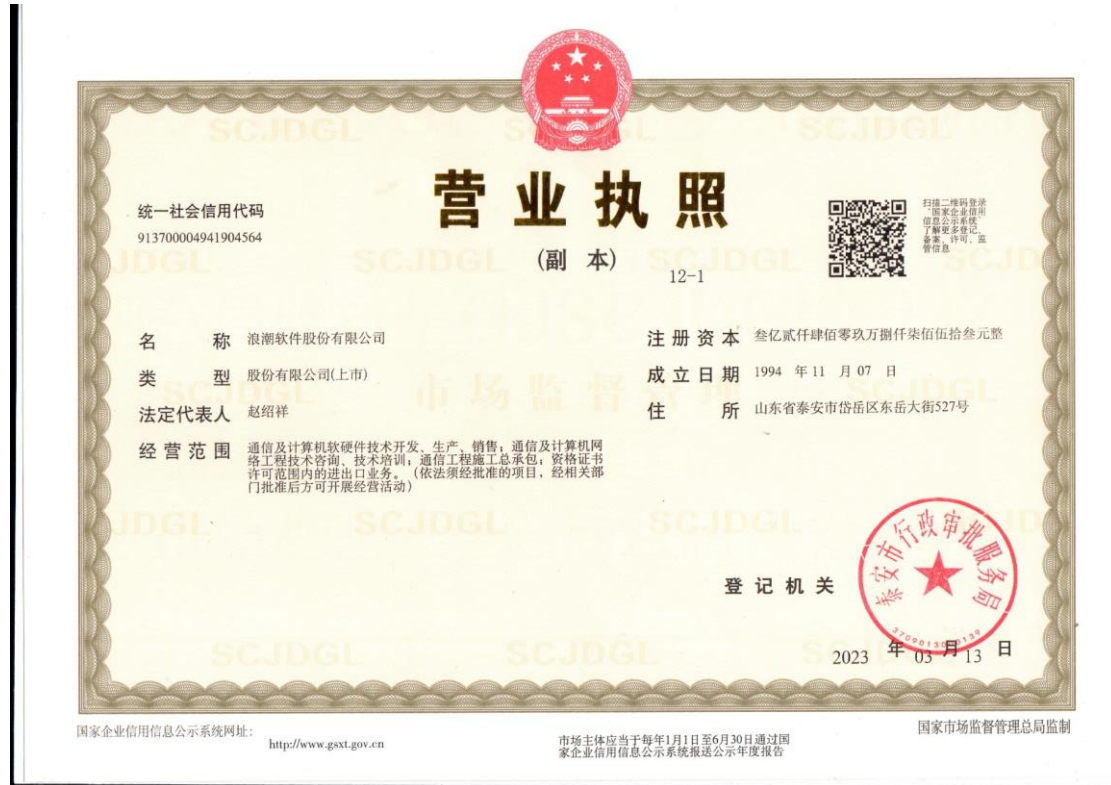 营业执照
(副 本)
12-1
统一社会信用代码
913700004941904564
扫描二维码登录
"国家企业信用
信息公示系统"
了解更多登记、
备案、许可、监
管信息
名 称 浪潮软件股份有限公司
类 型 股份有限公司(上市)
法定代表人 赵绍祥
经营范围 通信及计算机软硬件技术开发、生产、销售;通信及计算机网
络工程技术咨询、技术培训;通信工程施工总承包;资格证书
许可范围内的进出口业务。(依法须经批准的项目,经相关部
门批准后方可开展经营活动)
注册资本 叁亿贰仟肆佰零玖万捌仟柒佰伍拾叁元整
成立日期 1994 年 11 月 07 日
住 所 山东省泰安市岱岳区东岳大街527号
登记机关
泰安市行政审批服务局
2023 年 03 月 13 日
国家企业信用信息公示系统网址:
http://www.gsxt.gov.cn
市场主体应当于每年1月1日至6月30日通过国
家企业信用信息公示系统报送公示年度报告
国家市场监督管理总局监制
SCJDGL
市场监督管理